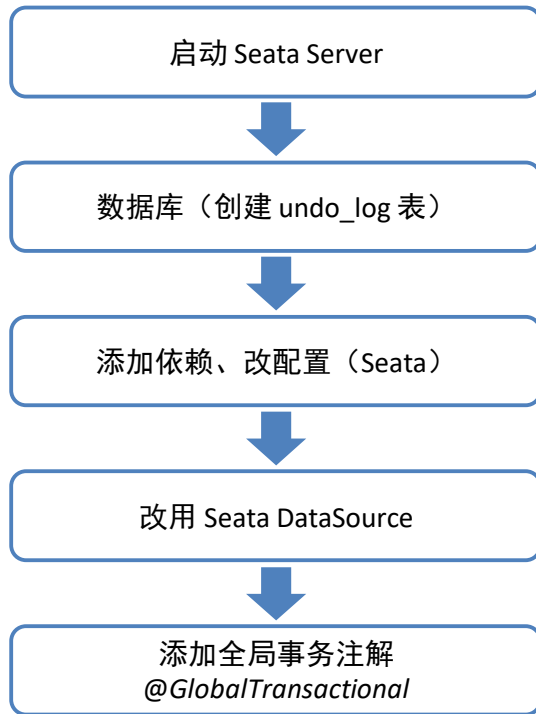 启动 Seata Server
数据库（创建 undo_log 表）
添加依赖、改配置（Seata）
改用 Seata DataSource
添加全局事务注解
@GlobalTransactional